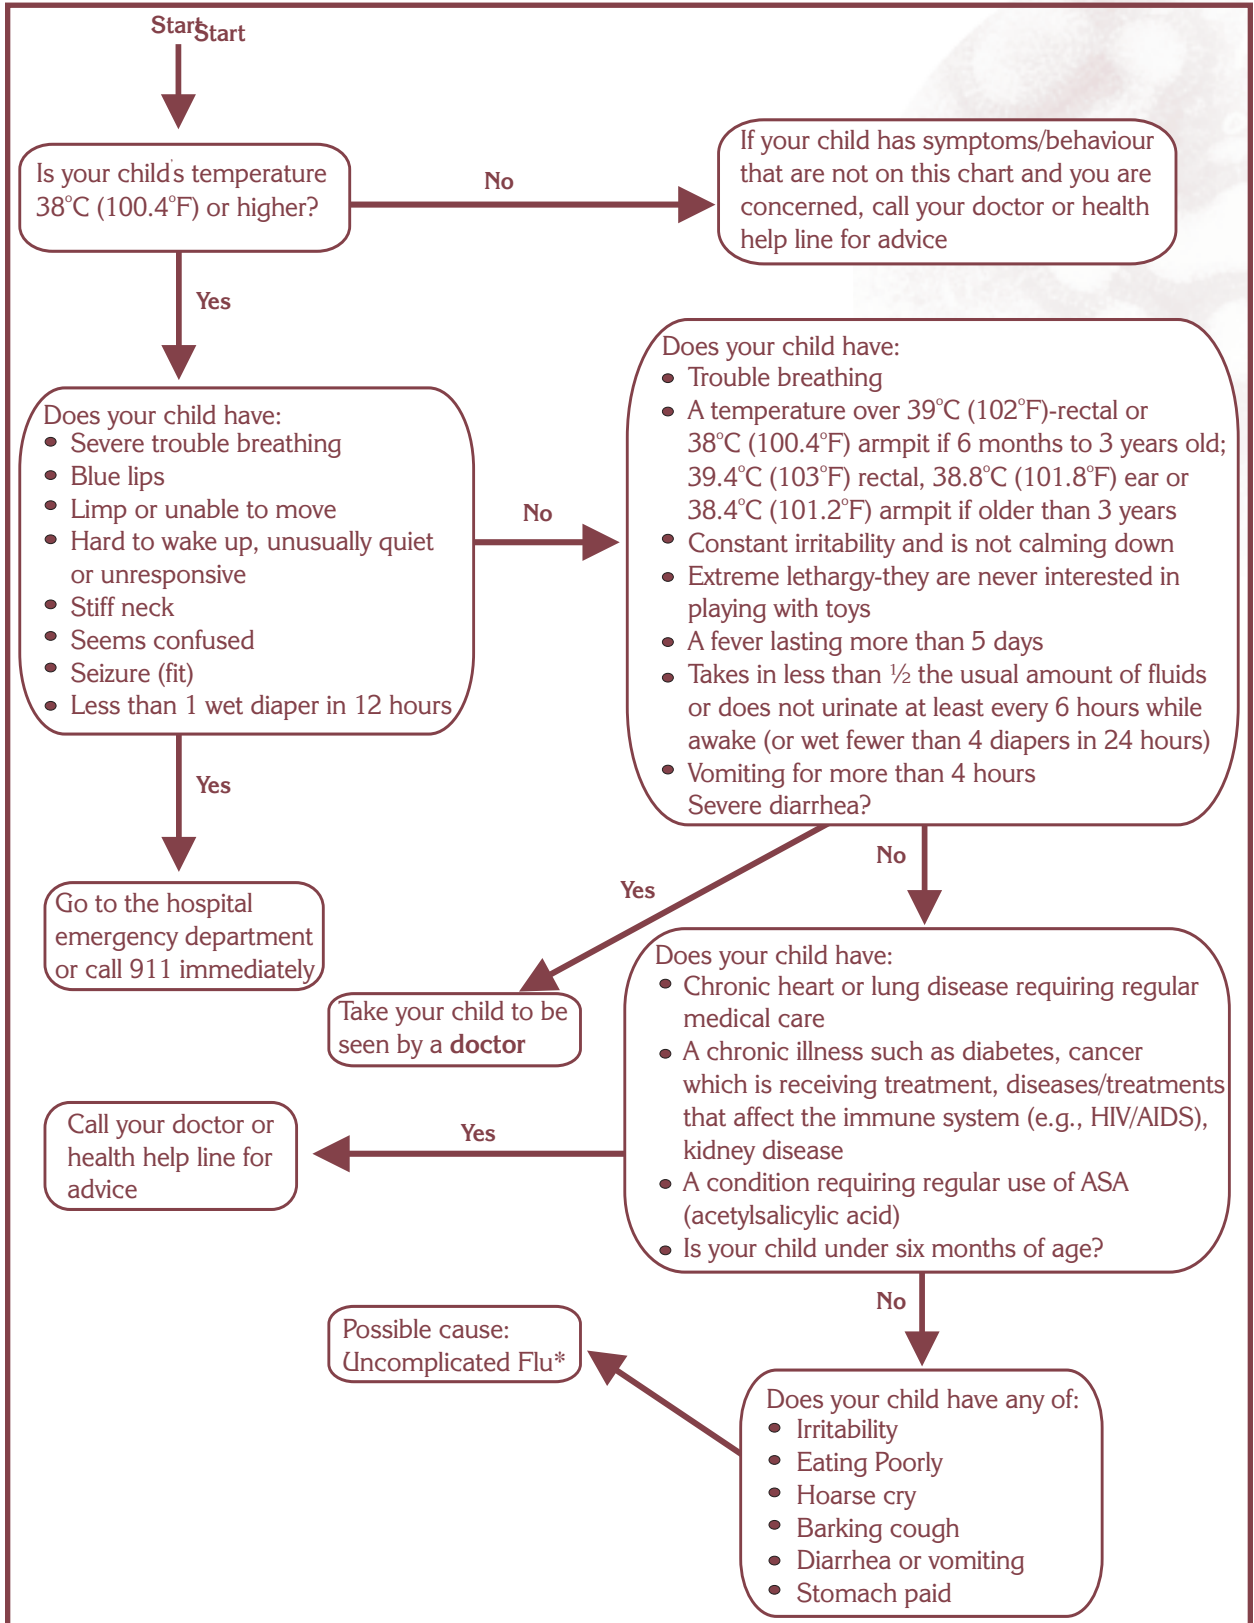 Start
Start
Is your child's temperature
38°C (100.4°F) or higher?
No
If your child has symptoms/behaviour
that are not on this chart and you are
concerned, call your doctor or health
help line for advice
Yes
Does your child have:
• Severe trouble breathing
• Blue lips
• Limp or unable to move
• Hard to wake up, unusually quiet
or unresponsive
• Stiff neck
• Seems confused
• Seizure (fit)
• Less than 1 wet diaper in 12 hours
No
Does your child have:
• Trouble breathing
• A temperature over 39°C (102°F)-rectal or
38°C (100.4°F) armpit if 6 months to 3 years old;
39.4°C (103°F) rectal, 38.8°C (101.8°F) ear or
38.4°C (101.2°F) armpit if older than 3 years
• Constant irritability and is not calming down
• Extreme lethargy-they are never interested in
playing with toys
• A fever lasting more than 5 days
• Takes in less than ½ the usual amount of fluids
or does not urinate at least every 6 hours while
awake (or wet fewer than 4 diapers in 24 hours)
• Vomiting for more than 4 hours
Severe diarrhea?
Yes
Go to the hospital
emergency department
or call 911 immediately
Yes
Take your child to be
seen by a doctor
No
Does your child have:
• Chronic heart or lung disease requiring regular
medical care
• A chronic illness such as diabetes, cancer
which is receiving treatment, diseases/treatments
that affect the immune system (e.g., HIV/AIDS),
kidney disease
• A condition requiring regular use of ASA
(acetylsalicylic acid)
• Is your child under six months of age?
Yes
Call your doctor or
health help line for
advice
No
Does your child have any of:
• Irritability
• Eating Poorly
• Hoarse cry
• Barking cough
• Diarrhea or vomiting
• Stomach paid
Possible cause:
Uncomplicated Flu*